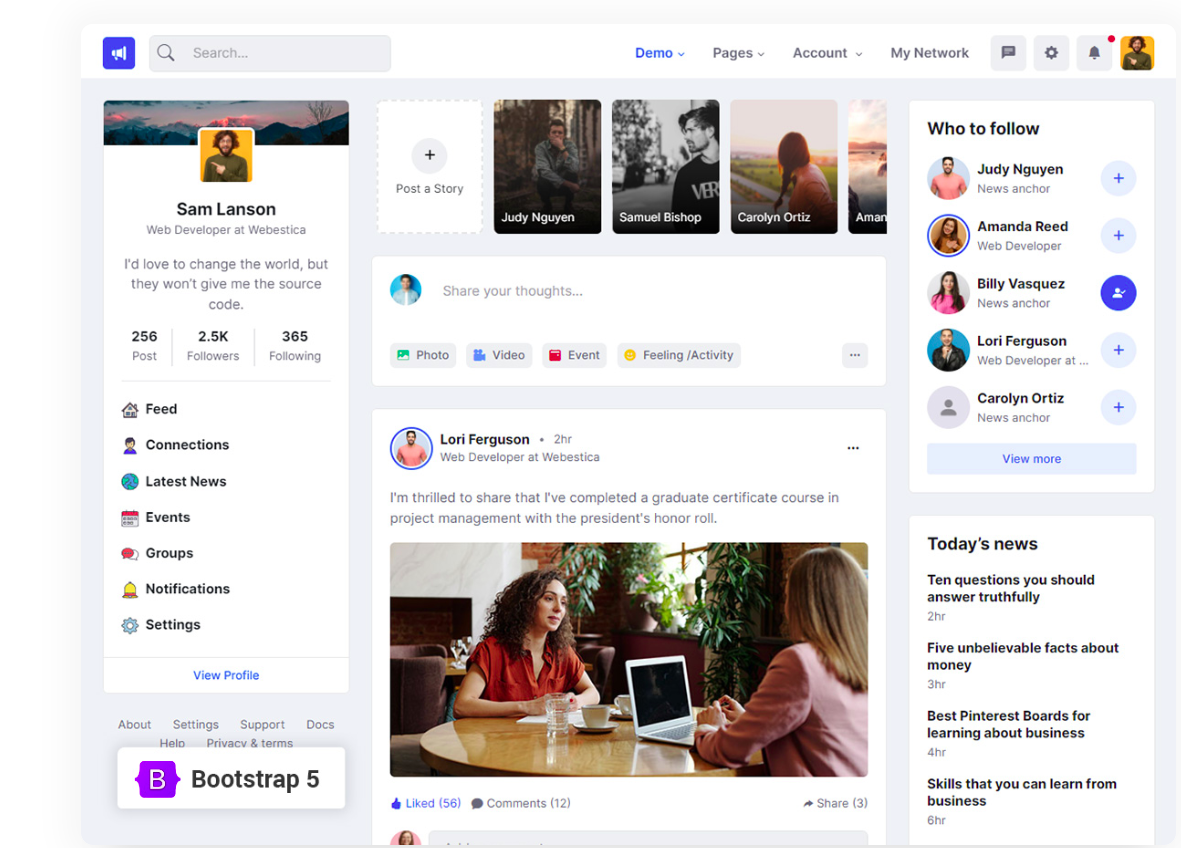 Search...
Demo
Pages
Account
My Network
Sam Lanson
Web Developer at Webestica
I'd love to change the world, but
they won't give me the source
code.
256
2.5K
365
Post
Followers
Following
Feed
Connections
Latest News
Events
Groups
Notifications
Settings
View Profile
About
Settings
Support
Docs
Help
Privacy & terms
B Bootstrap 5
Post a Story
Judy Nguyen
VER
Samuel Bishop
Carolyn Ortiz
Aman
Share your thoughts...
Photo
Video
Event
Feeling /Activity
Lori Ferguson • 2hr
Web Developer at Webestica
I'm thrilled to share that I've completed a graduate certificate course in
project management with the president's honor roll.
Liked (56)
Comments (12)
Share (3)
Who to follow
Judy Nguyen
News anchor
Amanda Reed
Web Developer
Billy Vasquez
News anchor
Lori Ferguson
Web Developer at ...
Carolyn Ortiz
News anchor
View more
Today's news
Ten questions you should
answer truthfully
2hr
Five unbelievable facts about
money
3hr
Best Pinterest Boards for
learning about business
4hr
Skills that you can learn from
business
6hr